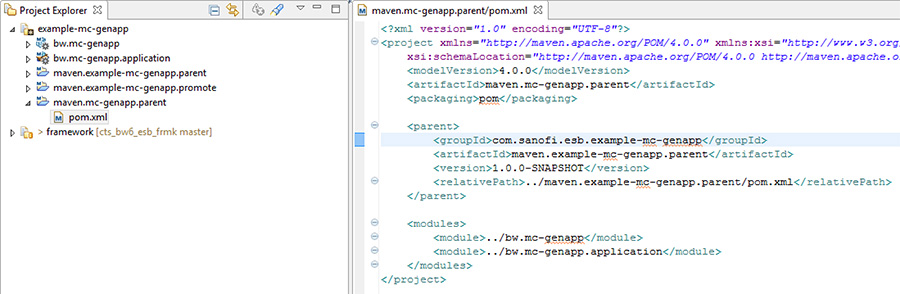 Project Explorer
example-mc-genapp
bw.mc-genapp
bw.mc-genapp.application
maven.example-mc-genapp.parent
maven.example-mc-genapp.promote
maven.mc-genapp.parent
pom.xml
> framework [cts_bw6_esb_frmk master]
maven.mc-genapp.parent/pom.xml
<?xml version="1.0" encoding="UTF-8"?>
<project xmlns="http://maven.apache.org/POM/4.0.0" xmlns:xsi="http://www.w3.org
xsi:schemaLocation="http://maven.apache.org/POM/4.0.0 http://maven.apache.o
<modelVersion>4.0.0</modelVersion>
<artifactId>maven.mc-genapp.parent</artifactId>
<packaging>pom</packaging>
<parent>
<groupId>com.sanofi.esb.example-mc-genapp</groupId>
<artifactId>maven.example-mc-genapp.parent</artifactId>
<version>1.0.0-SNAPSHOT</version>
<relativePath>../maven.example-mc-genapp.parent/pom.xml</relativePath>
</parent>
<modules>
<module>../bw.mc-genapp</module>
<module>../bw.mc-genapp.application</module>
</modules>
</project>